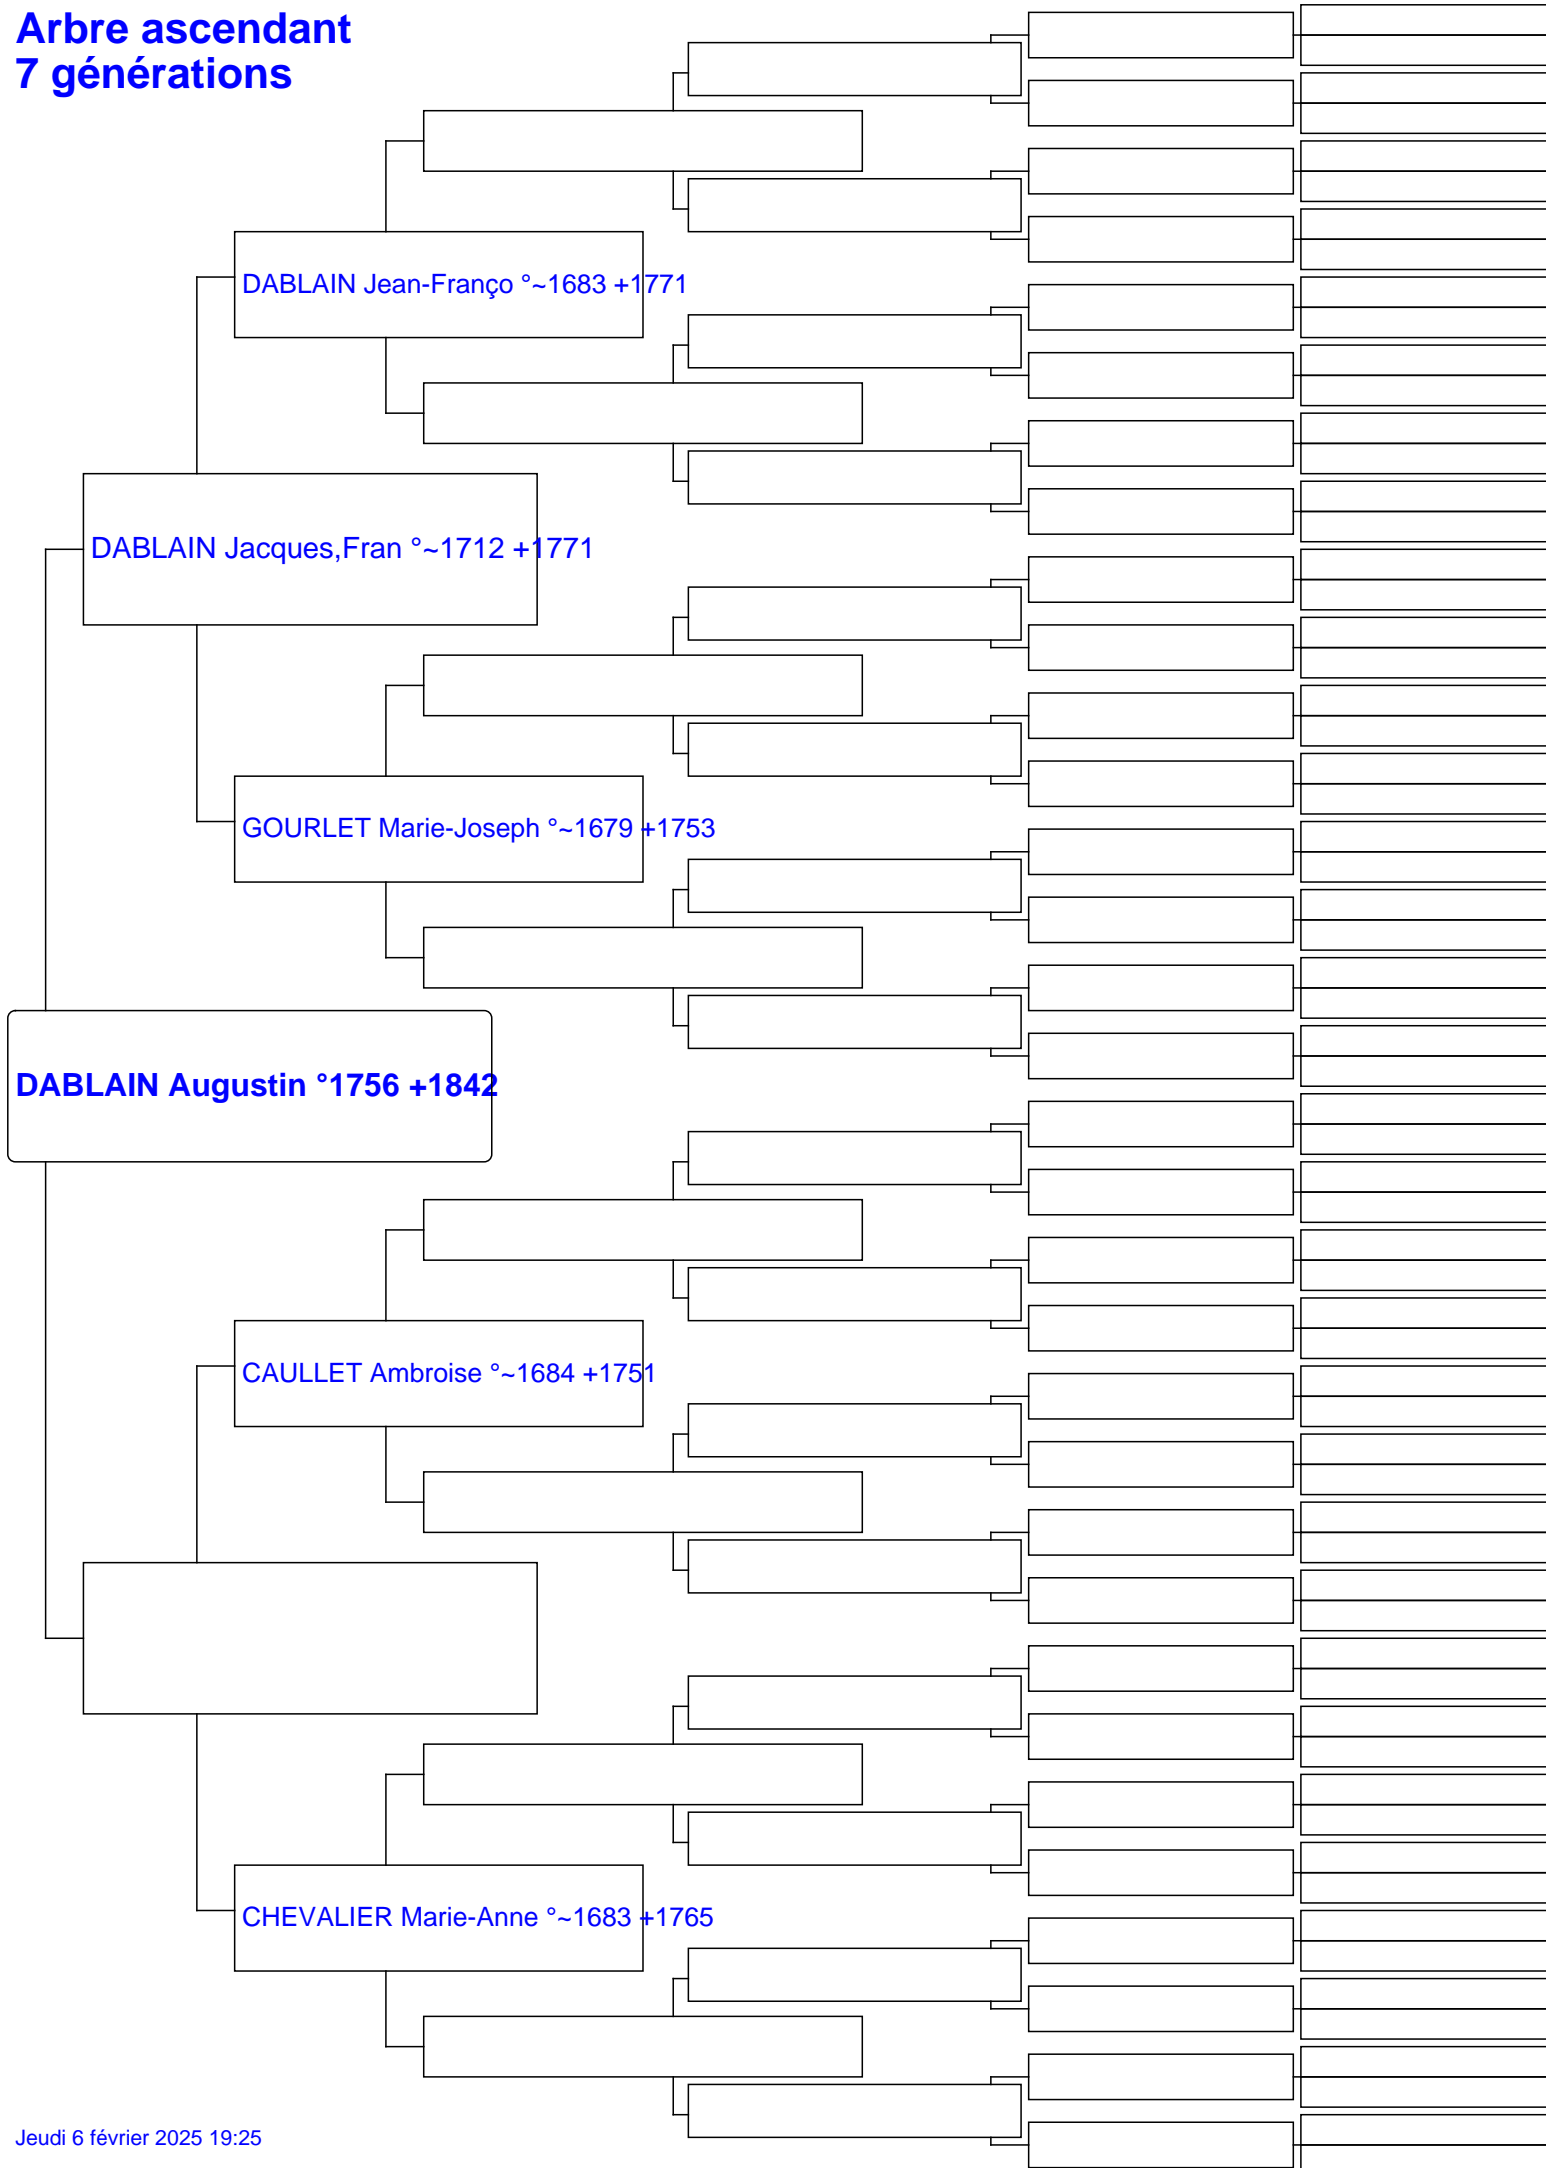 Arbre ascendant
7 générations
DABLAIN Jean-Franço °~1683 +1771
DABLAIN Jacques,Fran °~1712 +1771
GOURLET Marie-Joseph °~1679 +1753
DABLAIN Augustin °1756 +1842
CAULLET Ambroise °~1684 +1751
CHEVALIER Marie-Anne °~1683 +1765
Jeudi 6 février 2025 19:25